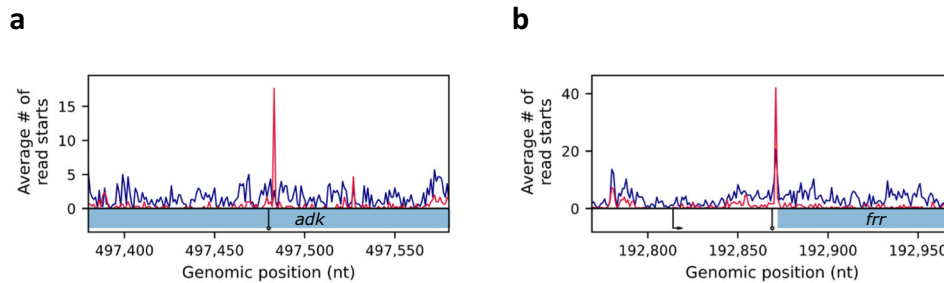 a
b
Average # of
read starts
15
10
5
0
adk
497,400
497,450
497,500
497,550
Genomic position (nt)
Average # of
read starts
40
20
0
frr
192,800
192,850
192,900
192,950
Genomic position (nt)